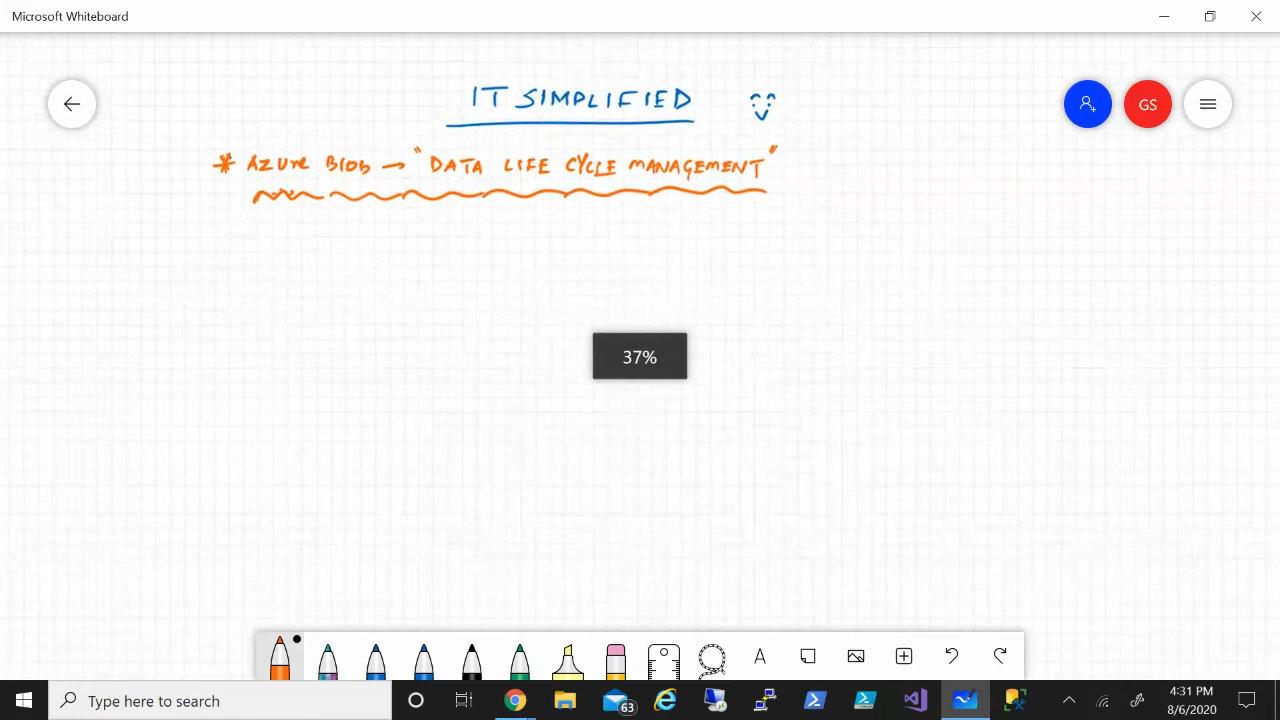 Microsoft Whiteboard
IT SIMPLIFIED
GS
* AZURE BLOB → "DATA LIFE CYCLE MANAGEMENT"
37%
A
Type here to search
63
4:31 PM
8/6/2020